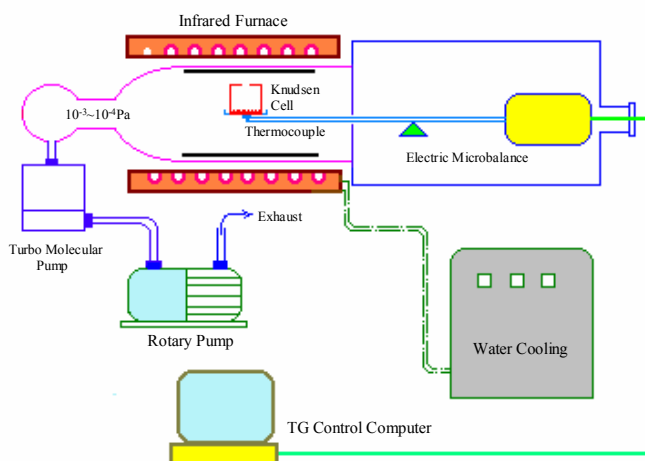 Infrared Furnace
Knudsen
Cell
10⁻³~10⁻⁴Pa
Thermocouple
Electric Microbalance
Exhaust
Turbo Molecular
Pump
Rotary Pump
Water Cooling
TG Control Computer